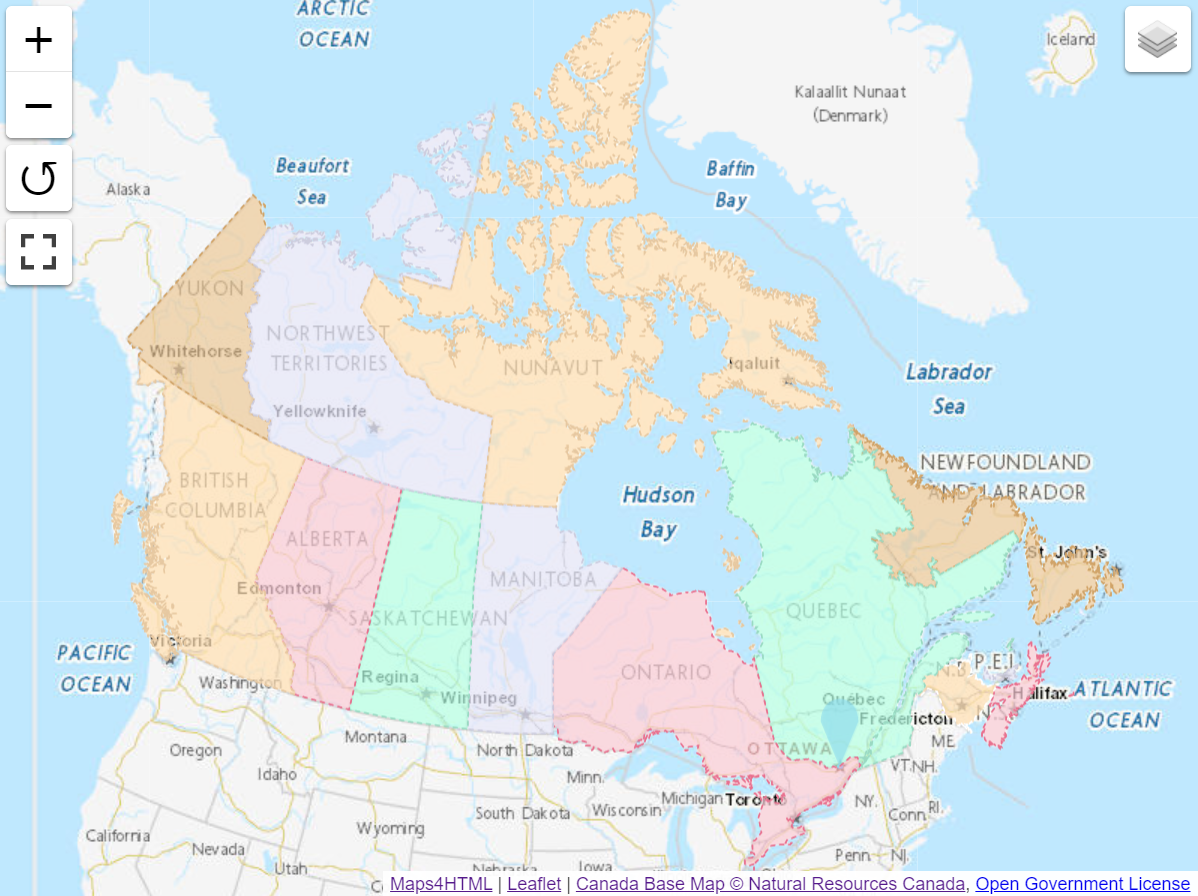 ARCTIC
OCEAN
+
−
Iceland
Kalaallit Nunaat
(Denmark)
Beaufort
Sea
Baffin
Bay
Alaska
YUKON
NORTHWEST
TERRITORIES
Whitehorse
NUNAVUT
Iqaluit
Labrador
Sea
Yellowknife
BRITISH
COLUMBIA
NEWFOUNDLAND
AND LABRADOR
Hudson
Bay
ALBERTA
St. John's
MANITOBA
Edmonton
SASKATCHEWAN
QUEBEC
Victoria
PACIFIC
OCEAN
Washington
Regina
Winnipeg
ONTARIO
N.B.
P.E.I.
Halifax
ATLANTIC
OCEAN
Québec
Fredericton
N.
ME.
Oregon
Montana
North Dakota
OTTAWA
VT.
NH.
Idaho
Minn.
South Dakota
Wisconsin
Michigan
Toronto
NY.
Conn.
RI.
California
Nevada
Wyoming
Utah
Nebraska
Iowa
Penn.
NJ.
Maps4HTML | Leaflet | Canada Base Map © Natural Resources Canada, Open Government License